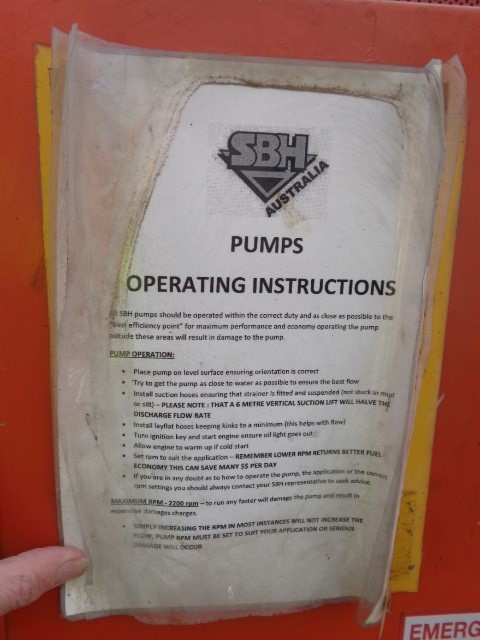 SBH
AUSTRALIA
PUMPS
OPERATING INSTRUCTIONS
All SBH pumps should be operated within the correct duty and as close as possible to the
"best efficiency point" for maximum performance and economy operating the pump
outside these areas will result in damage to the pump.
PUMP OPERATION:
• Place pump on level surface ensuring orientation is correct
• Try to get the pump as close to water as possible to ensure the best flow
• Install suction hoses ensuring that strainer is fitted and suspended (not stuck in mud
or silt) – PLEASE NOTE : THAT A 6 METRE VERTICAL SUCTION LIFT WILL HALVE THE
DISCHARGE FLOW RATE
• Install layflat hoses keeping kinks to a minimum (this helps with flow)
• Turn ignition key and start engine ensure oil light goes out
• Allow engine to warm up if cold start
• Set rpm to suit the application – REMEMBER LOWER RPM RETURNS BETTER FUEL
ECONOMY THIS CAN SAVE MANY $$ PER DAY
• If you are in any doubt as to how to operate the pump, the application or the correct
rpm settings you should always contact your SBH representative to seek advice.
MAXIMUM RPM - 2200 rpm – to run any faster will damage the pump and result in
expensive damages charges.
• SIMPLY INCREASING THE RPM IN MOST INSTANCES WILL NOT INCREASE THE
FLOW, PUMP RPM MUST BE SET TO SUIT YOUR APPLICATION OR SERIOUS
DAMAGE WILL OCCUR
EMERG